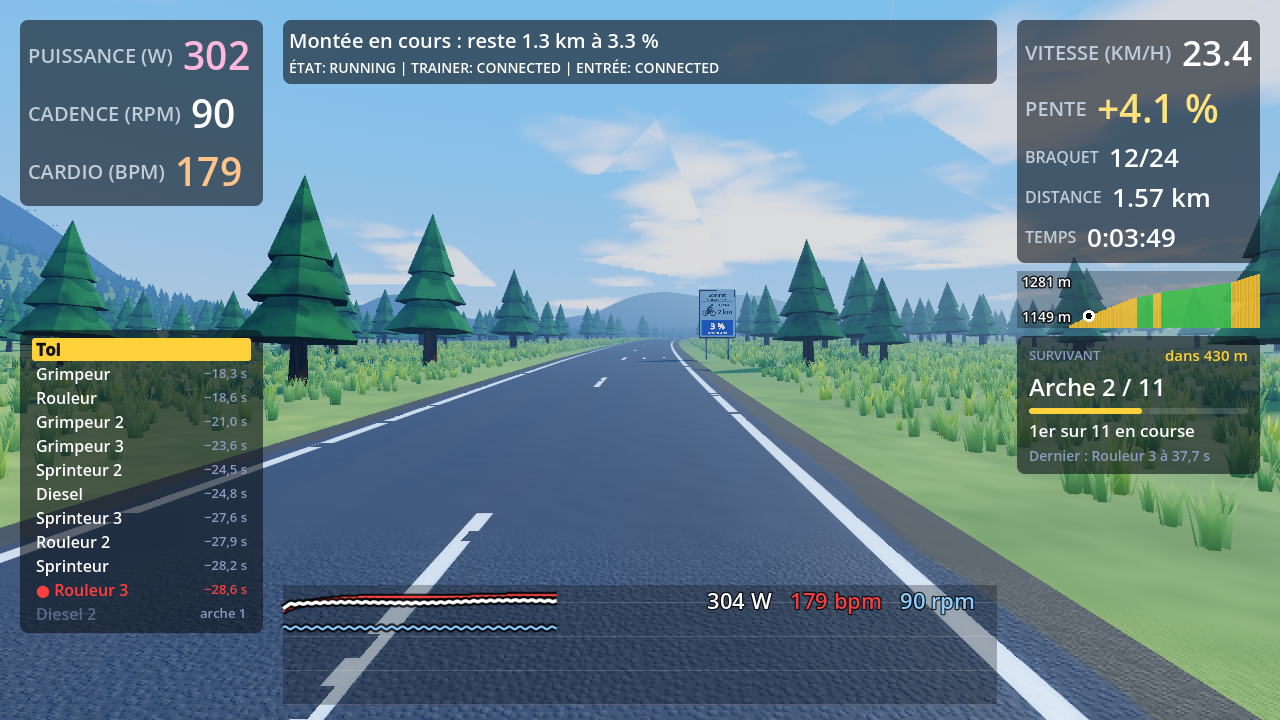 PUISSANCE (W) 302
CADENCE (RPM) 90
CARDIO (BPM) 179
Montée en cours : reste 1.3 km à 3.3 %
ÉTAT: RUNNING | TRAINER: CONNECTED | ENTRÉE: CONNECTED
VITESSE (KM/H) 23.4
PENTE +4.1 %
BRAQUET 12/24
DISTANCE 1.57 km
TEMPS 0:03:49
1281 m
1149 m
SURVIVANT dans 430 m
Arche 2 / 11
1er sur 11 en course
Dernier : Rouleur 3 à 37,7 s
2 km
3 %
Toi
Grimpeur −18,3 s
Rouleur −18,6 s
Grimpeur 2 −21,0 s
Grimpeur 3 −23,6 s
Sprinteur 2 −24,5 s
Diesel −24,8 s
Sprinteur 3 −27,6 s
Rouleur 2 −27,9 s
Sprinteur −28,2 s
Rouleur 3 −28,6 s
Diesel 2 arche 1
304 W 179 bpm 90 rpm